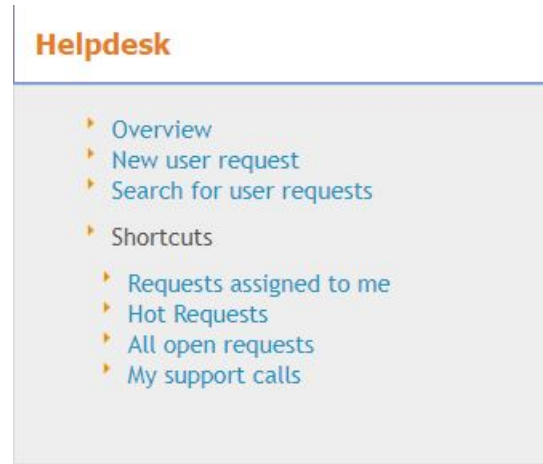 Helpdesk
Overview
New user request
Search for user requests
Shortcuts
Requests assigned to me
Hot Requests
All open requests
My support calls